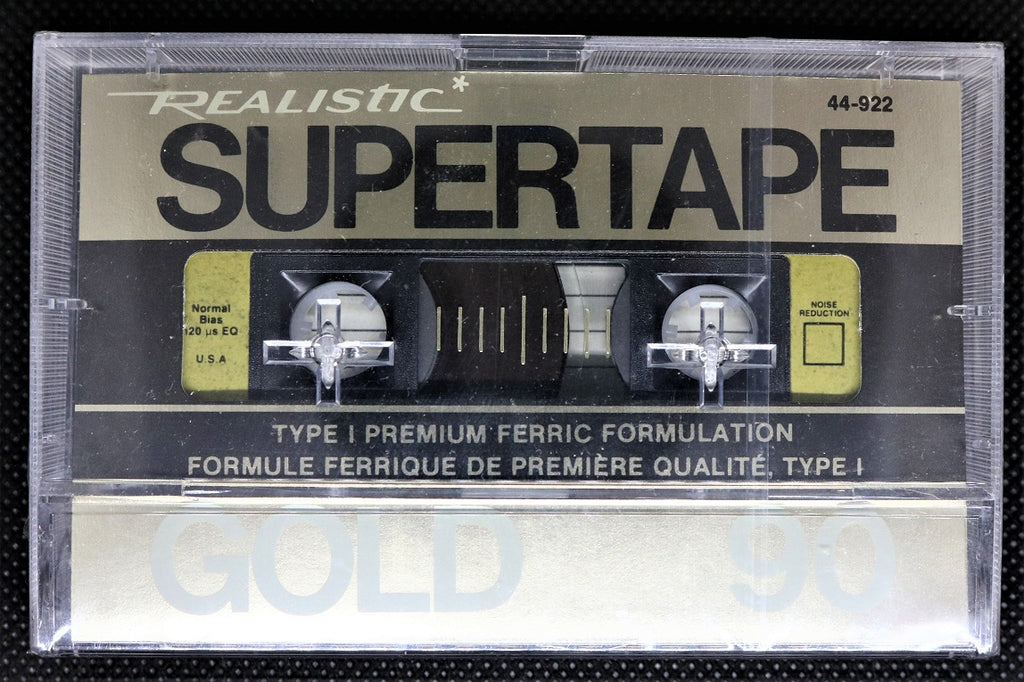 REALISTIC*
44-922
SUPERTAPE
Normal
Bias
120 µs EQ
U.S.A
NOISE
REDUCTION
TYPE I PREMIUM FERRIC FORMULATION
FORMULE FERRIQUE DE PREMIÈRE QUALITÉ, TYPE I
GOLD 90